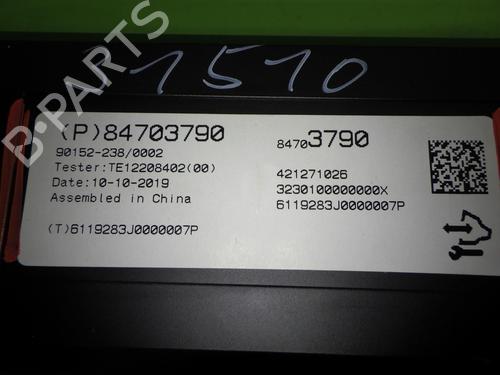 1510
B-PARTS
(P)84703790
90152-238/0002
Tester:TE12208402(00)
Date:10-10-2019
Assembled in China
(T)6119283J0000007P
84703790
421271026
3230100000000X
6119283J0000007P